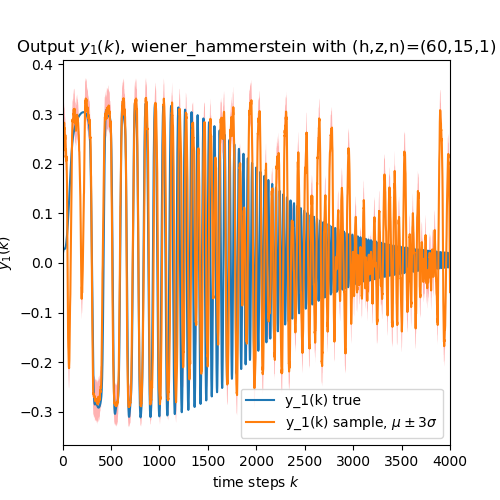 Output y₁(k), wiener_hammerstein with (h,z,n)=(60,15,1)
0.4
0.3
0.2
0.1
0.0
−0.1
−0.2
−0.3
y₁(k)
y_1(k) true
y_1(k) sample, μ ± 3σ
0 500 1000 1500 2000 2500 3000 3500 4000
time steps k